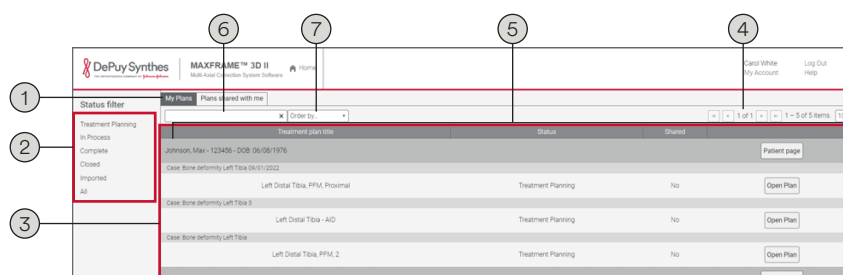 6
7
5
4
DePuy Synthes
MAXFRAME™ 3D II
Multi-Axial Correction System Software
Home
Carol White
My Account
Log Out
Help
1
Status filter
My Plans
Plans shared with me
x
Order by..
1 of 1
1 – 5 of 5 items
10
2
Treatment Planning
In Process
Complete
Closed
Imported
All
Treatment plan title
Status
Shared
Johnson, Max - 123456 - DOB: 06/08/1976
Patient page
Case: Bone deformity Left Tibia 09/01/2022
Left Distal Tibia, PFM, Proximal
Treatment Planning
No
Open Plan
3
Case: Bone deformity Left Tibia 3
Left Distal Tibia - AID
Treatment Planning
No
Open Plan
Case: Bone deformity Left Tibia
Left Distal Tibia, PFM, 2
Treatment Planning
No
Open Plan